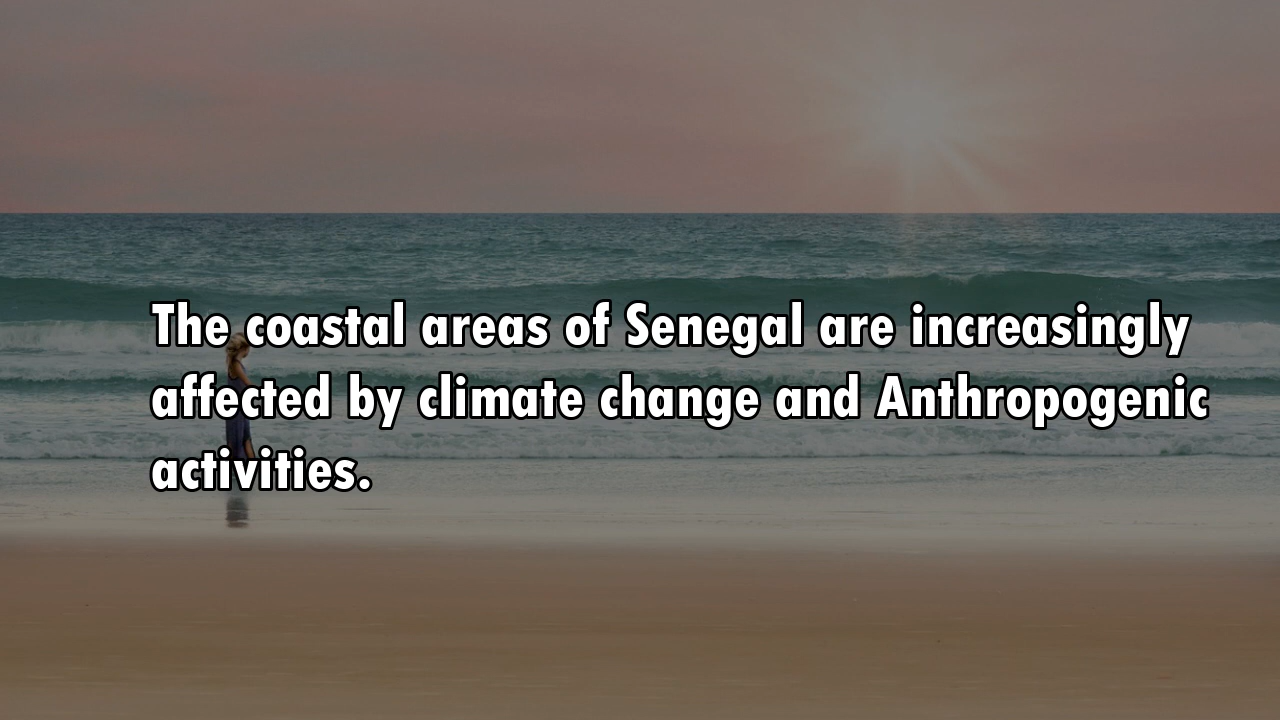 The coastal areas of Senegal are increasingly
affected by climate change and Anthropogenic
activities.